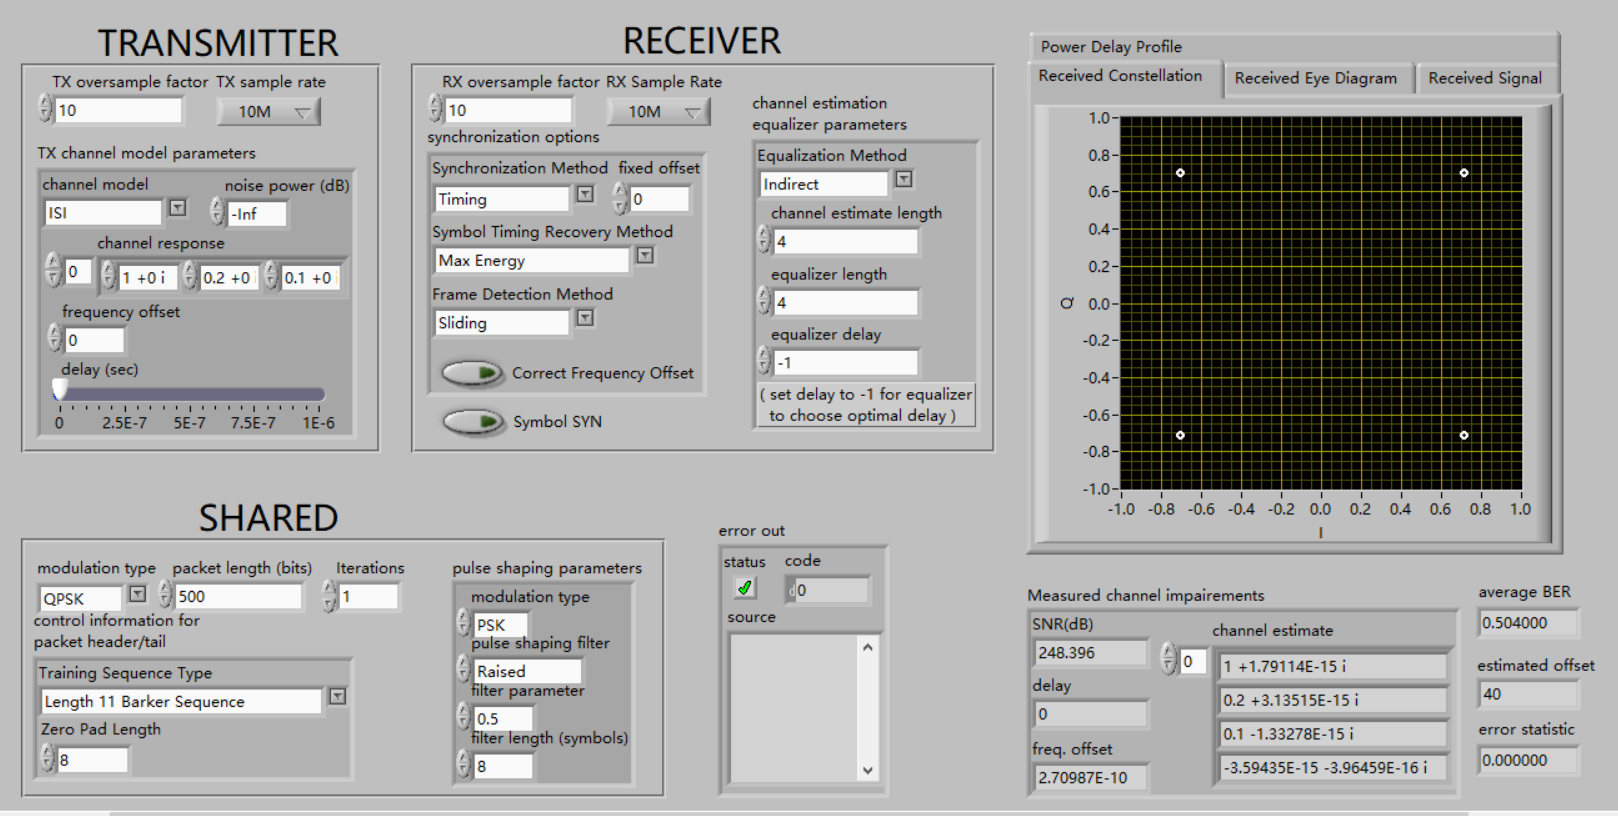 TRANSMITTER
TX oversample factor TX sample rate
10 10M
TX channel model parameters
channel model noise power (dB)
ISI -Inf
channel response
0 1 +0 i 0.2 +0 0.1 +0
frequency offset
0
delay (sec)
0 2.5E-7 5E-7 7.5E-7 1E-6
RECEIVER
RX oversample factor RX Sample Rate
10 10M
synchronization options
Synchronization Method fixed offset
Timing 0
Symbol Timing Recovery Method
Max Energy
Frame Detection Method
Sliding
Correct Frequency Offset
Symbol SYN
channel estimation
equalizer parameters
Equalization Method
Indirect
channel estimate length
4
equalizer length
4
equalizer delay
-1
( set delay to -1 for equalizer
to choose optimal delay )
Power Delay Profile
Received Constellation Received Eye Diagram Received Signal
1.0
0.8
0.6
0.4
0.2
0.0
-0.2
-0.4
-0.6
-0.8
-1.0
Q
-1.0 -0.8 -0.6 -0.4 -0.2 0.0 0.2 0.4 0.6 0.8 1.0
I
SHARED
modulation type packet length (bits) Iterations
QPSK 500 1
control information for
packet header/tail
Training Sequence Type
Length 11 Barker Sequence
Zero Pad Length
8
pulse shaping parameters
modulation type
PSK
pulse shaping filter
Raised
filter parameter
0.5
filter length (symbols)
8
error out
status code
d0
source
Measured channel impairements
SNR(dB)
248.396
delay
0
freq. offset
2.70987E-10
channel estimate
0
1 +1.79114E-15 i
0.2 +3.13515E-15 i
0.1 -1.33278E-15 i
-3.59435E-15 -3.96459E-16 i
average BER
0.504000
estimated offset
40
error statistic
0.000000